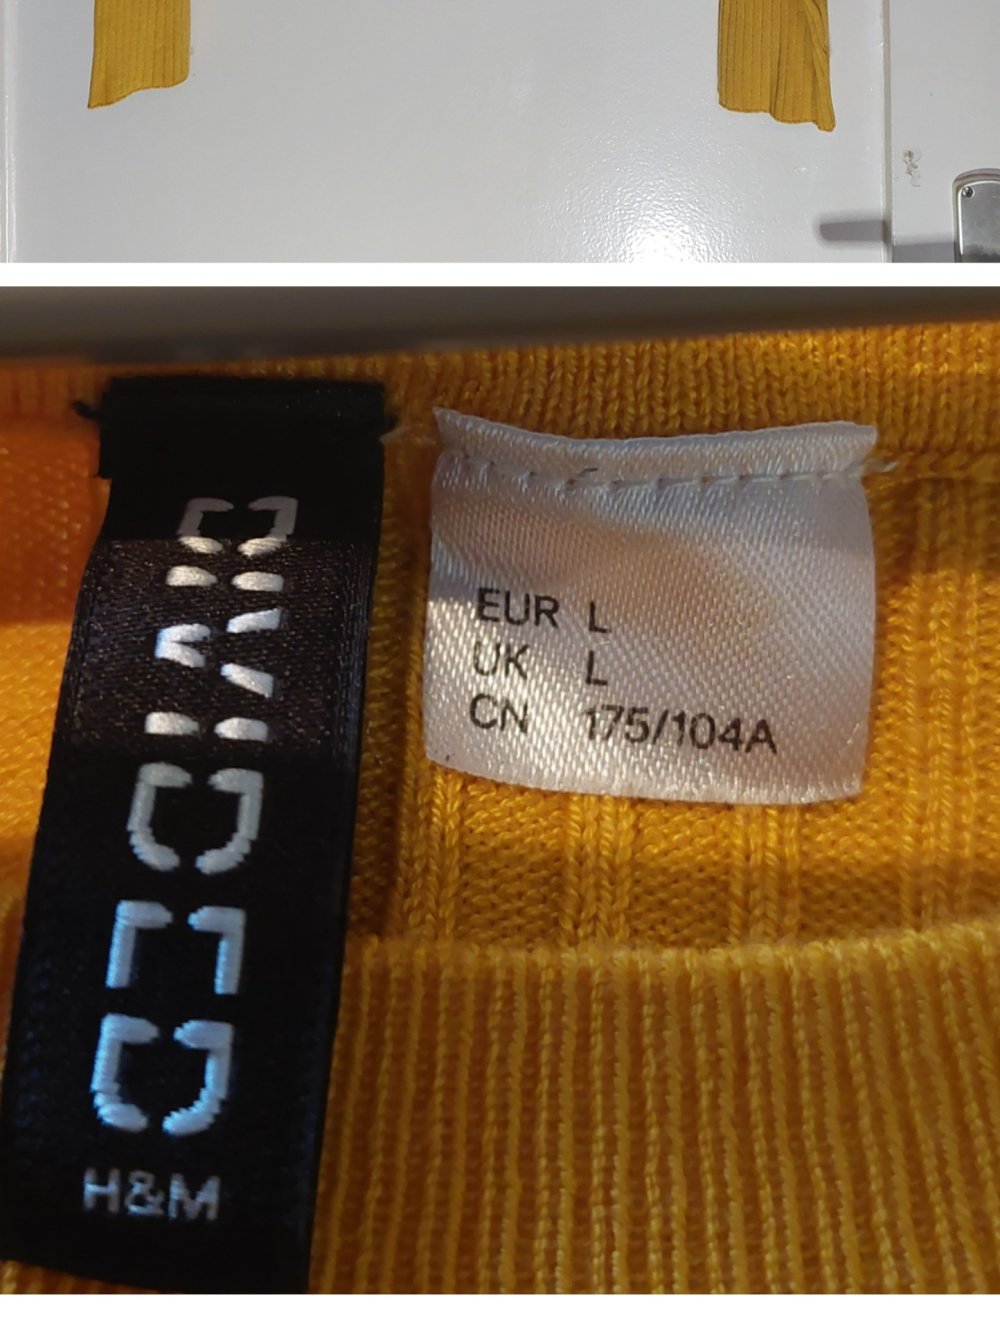 DIVIDED
H&M
EUR L
UK L
CN 175/104A